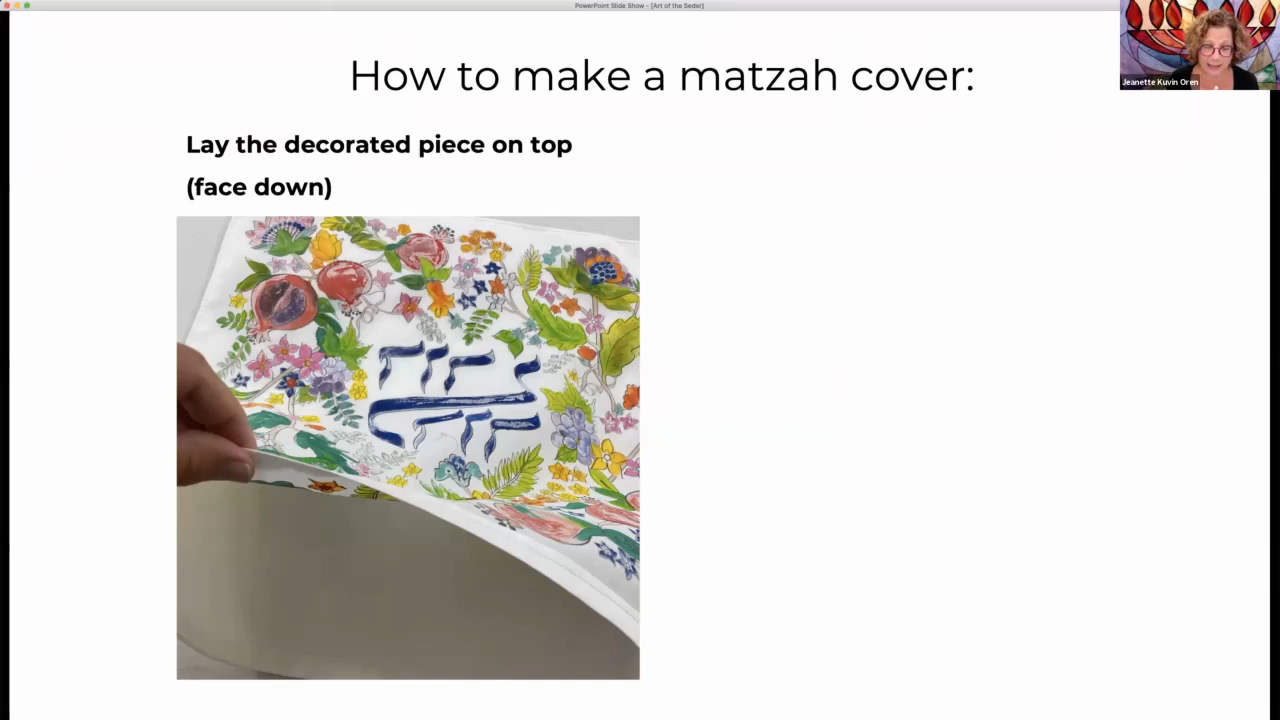 PowerPoint Slide Show - [Art of the Seder]
How to make a matzah cover:
Jeanette Kuvin Oren
Lay the decorated piece on top
(face down)